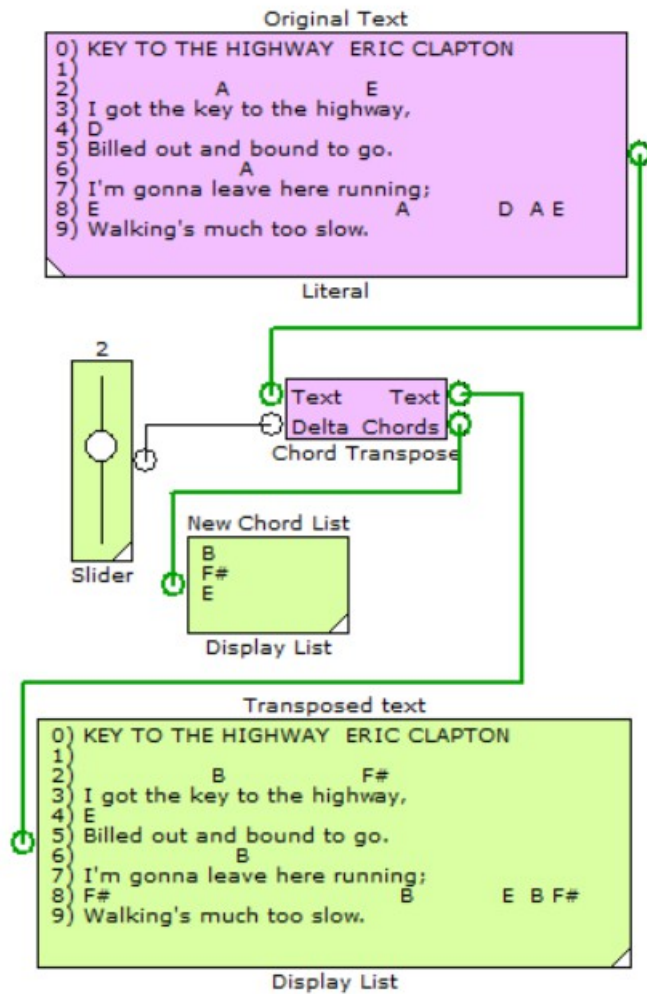 Original Text
0) KEY TO THE HIGHWAY  ERIC CLAPTON
1)
2)                A                 E
3) I got the key to the highway,
4) D
5) Billed out and bound to go.
6)                   A
7) I'm gonna leave here running;
8) E                                     A           D  A E
9) Walking's much too slow.
Literal
2
Text Text
Delta Chords
Chord Transpose
Slider
New Chord List
B
F#
E
Display List
Transposed text
0) KEY TO THE HIGHWAY  ERIC CLAPTON
1)
2)                B                 F#
3) I got the key to the highway,
4) E
5) Billed out and bound to go.
6)                   B
7) I'm gonna leave here running;
8) F#                                    B           E  B F#
9) Walking's much too slow.
Display List